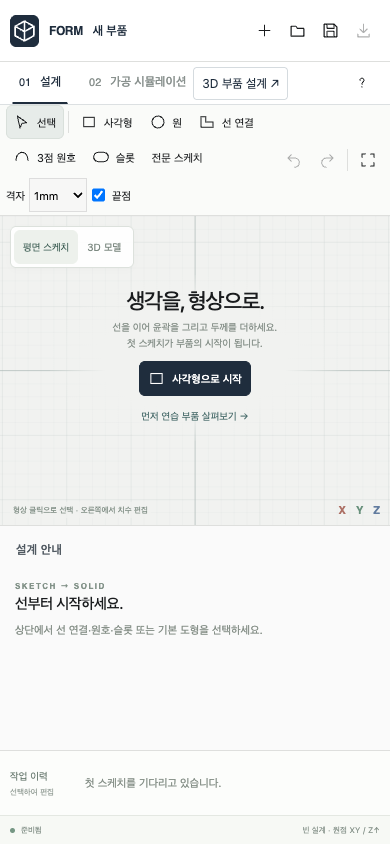 FORM 새 부품
01 설계 02 가공 시뮬레이션 3D 부품 설계 ↗ ?
선택 사각형 원 선 연결
3점 원호 슬롯 전문 스케치
격자 1mm 끝점
평면 스케치 3D 모델
생각을, 형상으로.
선을 이어 윤곽을 그리고 두께를 더하세요.
첫 스케치가 부품의 시작이 됩니다.
사각형으로 시작
먼저 연습 부품 살펴보기 →
형상 클릭으로 선택 · 오른쪽에서 치수 편집 X Y Z
설계 안내
SKETCH → SOLID
선부터 시작하세요.
상단에서 선 연결·원호·슬롯 또는 기본 도형을 선택하세요.
작업 이력
선택하여 편집
첫 스케치를 기다리고 있습니다.
준비됨 빈 설계 · 원점 XY / Z↑